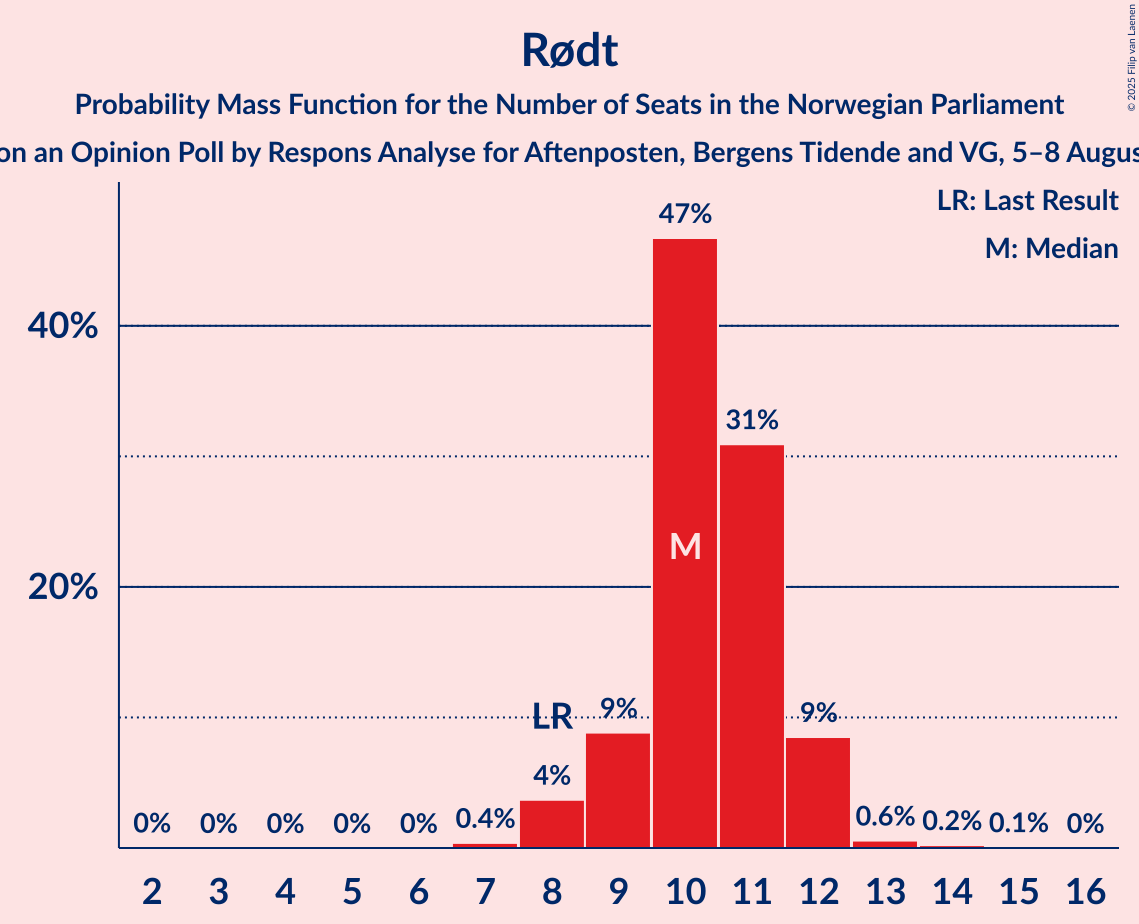 © 2025 Filip van Laenen
Rødt
Probability Mass Function for the Number of Seats in the Norwegian Parliament
on an Opinion Poll by Respons Analyse for Aftenposten, Bergens Tidende and VG, 5–8 Augus
LR: Last Result
M: Median
47%
40%
31%
M
20%
LR
9%
9%
4%
0%
0%
0%
0%
0%
0.4%
0.6%
0.2%
0.1%
0%
2 3 4 5 6 7 8 9 10 11 12 13 14 15 16